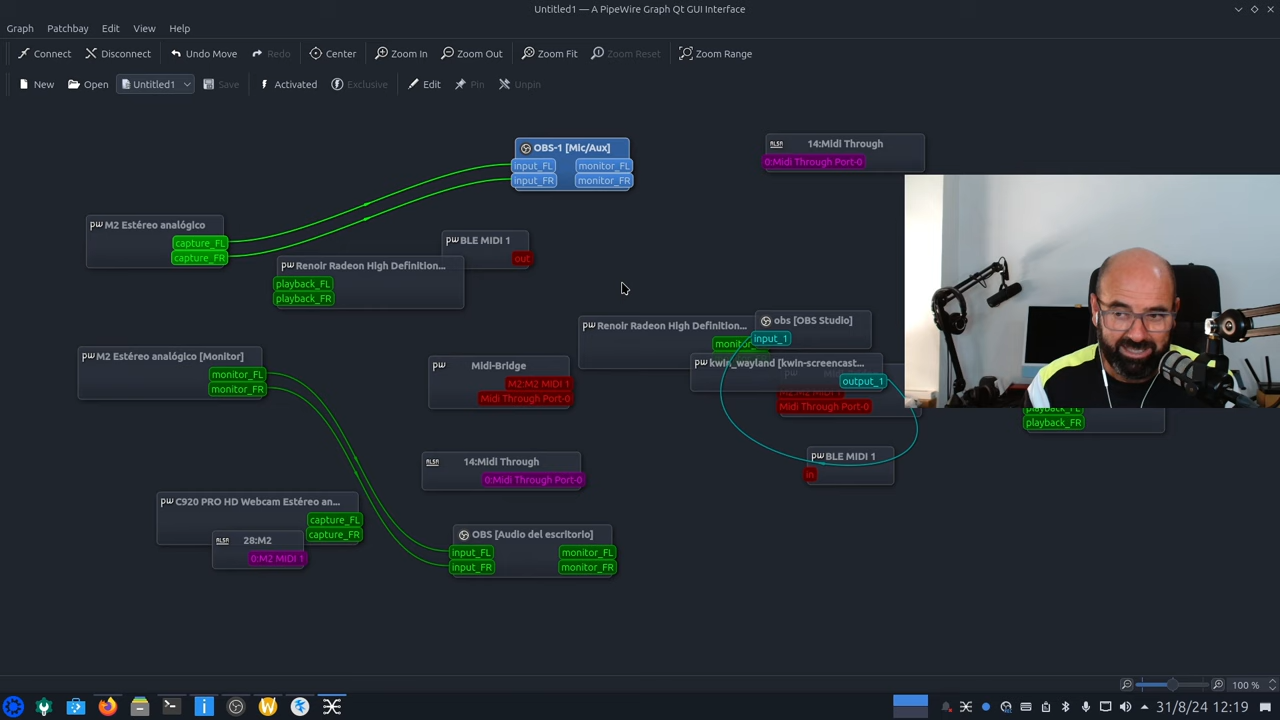 Untitled1 — A PipeWire Graph Qt GUI Interface
Graph Patchbay Edit View Help
Connect Disconnect Undo Move Redo Center Zoom In Zoom Out Zoom Fit Zoom Reset Zoom Range
New Open Untitled1 Save Activated Exclusive Edit Pin Unpin
OBS-1 [Mic/Aux]
input_FL monitor_FL
input_FR monitor_FR
14:Midi Through
0:Midi Through Port-0
M2 Estéreo analógico
capture_FL
capture_FR
BLE MIDI 1
out
Renoir Radeon High Definition...
playback_FL
playback_FR
Renoir Radeon High Definition...
obs [OBS Studio]
input_1
M2 Estéreo analógico [Monitor]
monitor_FL
monitor_FR
Midi-Bridge
M2:M2 MIDI 1
Midi Through Port-0
kwin_wayland [kwin-screencast...
output_1
Midi Through Port-0
playback_FR
BLE MIDI 1
in
14:Midi Through
0:Midi Through Port-0
C920 PRO HD Webcam Estéreo an...
capture_FL
capture_FR
28:M2
0:M2 MIDI 1
OBS [Audio del escritorio]
input_FL monitor_FL
input_FR monitor_FR
100 %
31/8/24 12:19